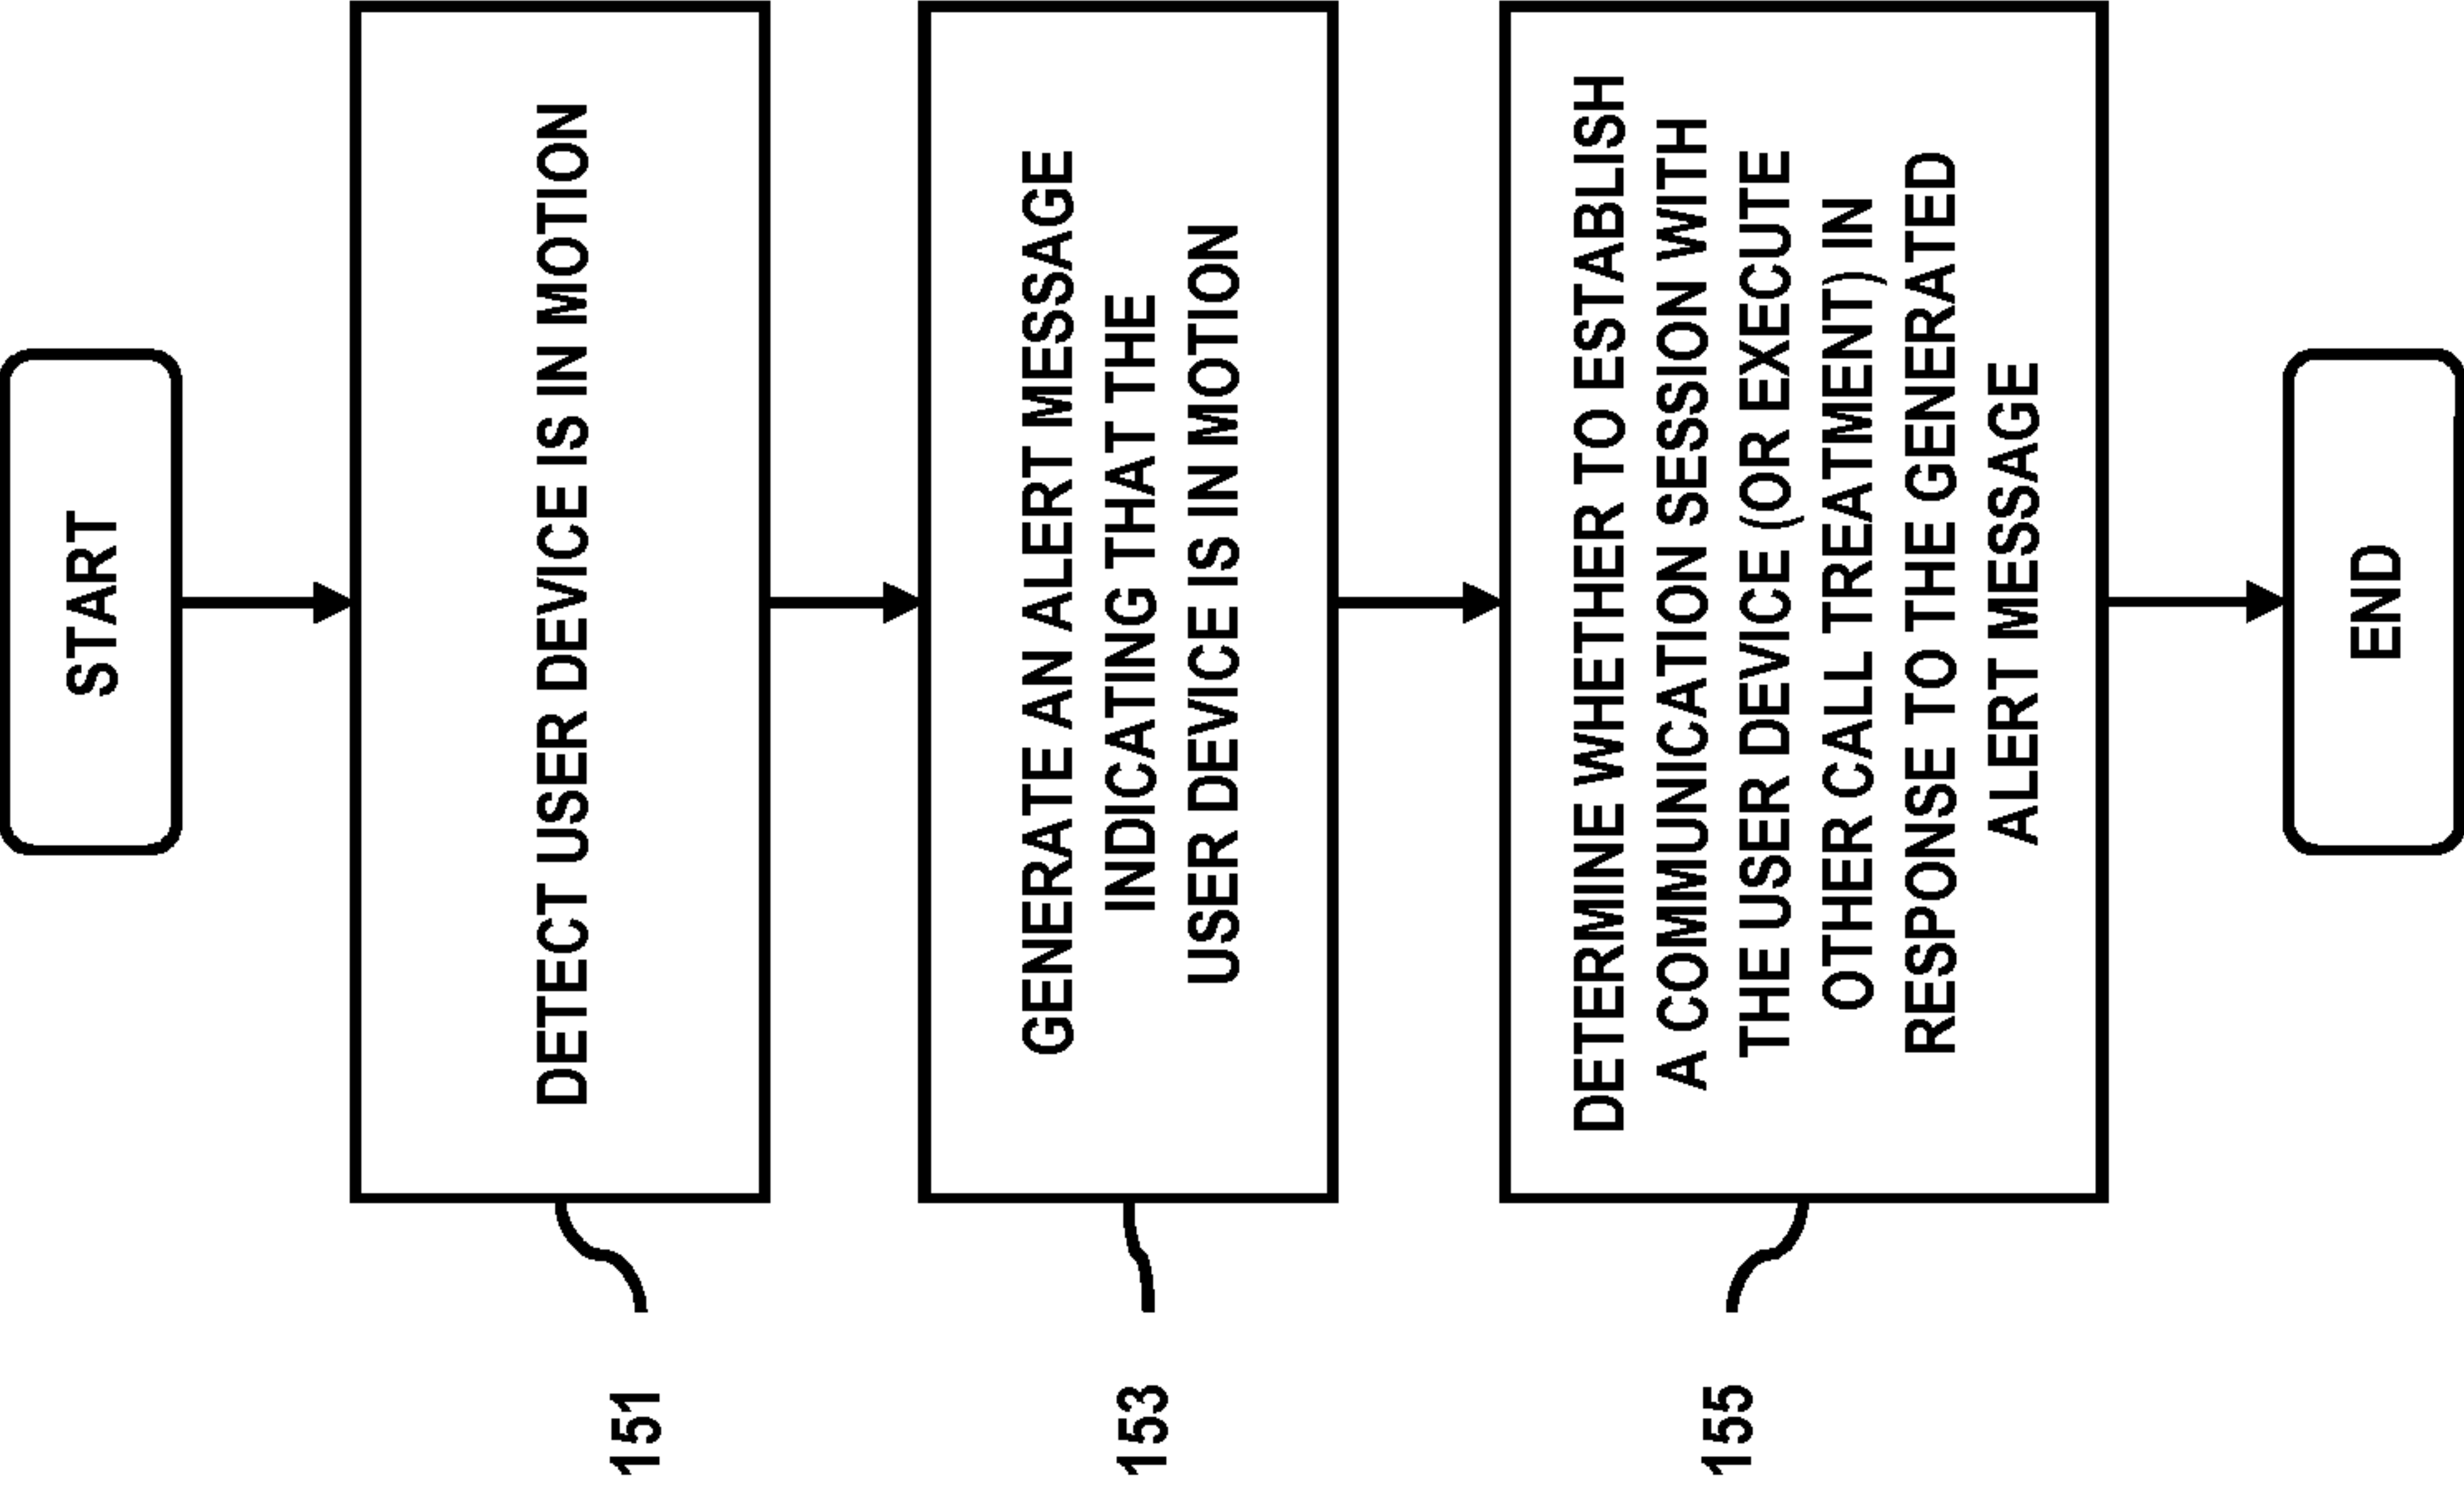 START
DETECT USER DEVICE IS IN MOTION
151
GENERATE AN ALERT MESSAGE
INDICATING THAT THE
USER DEVICE IS IN MOTION
153
DETERMINE WHETHER TO ESTABLISH
A COMMUNICATION SESSION WITH
THE USER DEVICE (OR EXECUTE
OTHER CALL TREATMENT) IN
RESPONSE TO THE GENERATED
ALERT MESSAGE
155
END